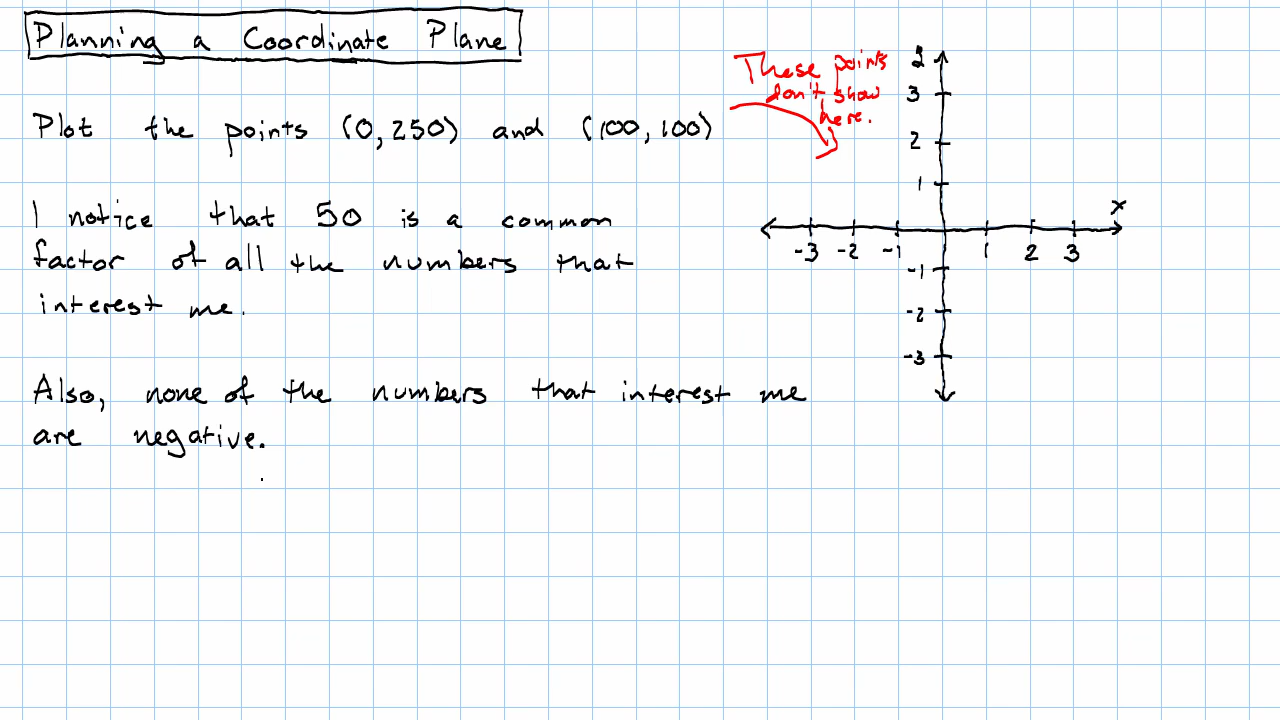 Planning a Coordinate Plane
Plot the points (0, 250) and (100, 100)
I notice that 50 is a common
factor of all the numbers that
interest me.
Also, none of the numbers that interest me
are negative.
These points
don't show
here.
y
3
2
1
x
-3 -2 -1 1 2 3
-1
-2
-3